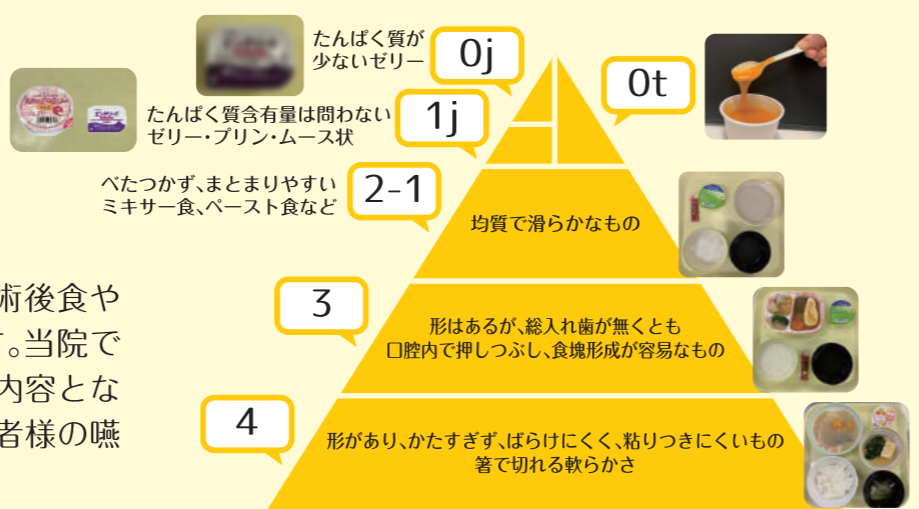 たんぱく質が
少ないゼリー
0j
0t
たんぱく質含有量は問わない
ゼリー・プリン・ムース状
1j
べたつかず、まとまりやすい
ミキサー食、ペースト食など
2-1
均質で滑らかなもの
術後食や
。当院で
内容とな
者様の嚥
3
形はあるが、総入れ歯が無くとも
口腔内で押しつぶし、食塊形成が容易なもの
4
形があり、かたすぎず、ばらけにくく、粘りつきにくいもの
箸で切れる軟らかさ